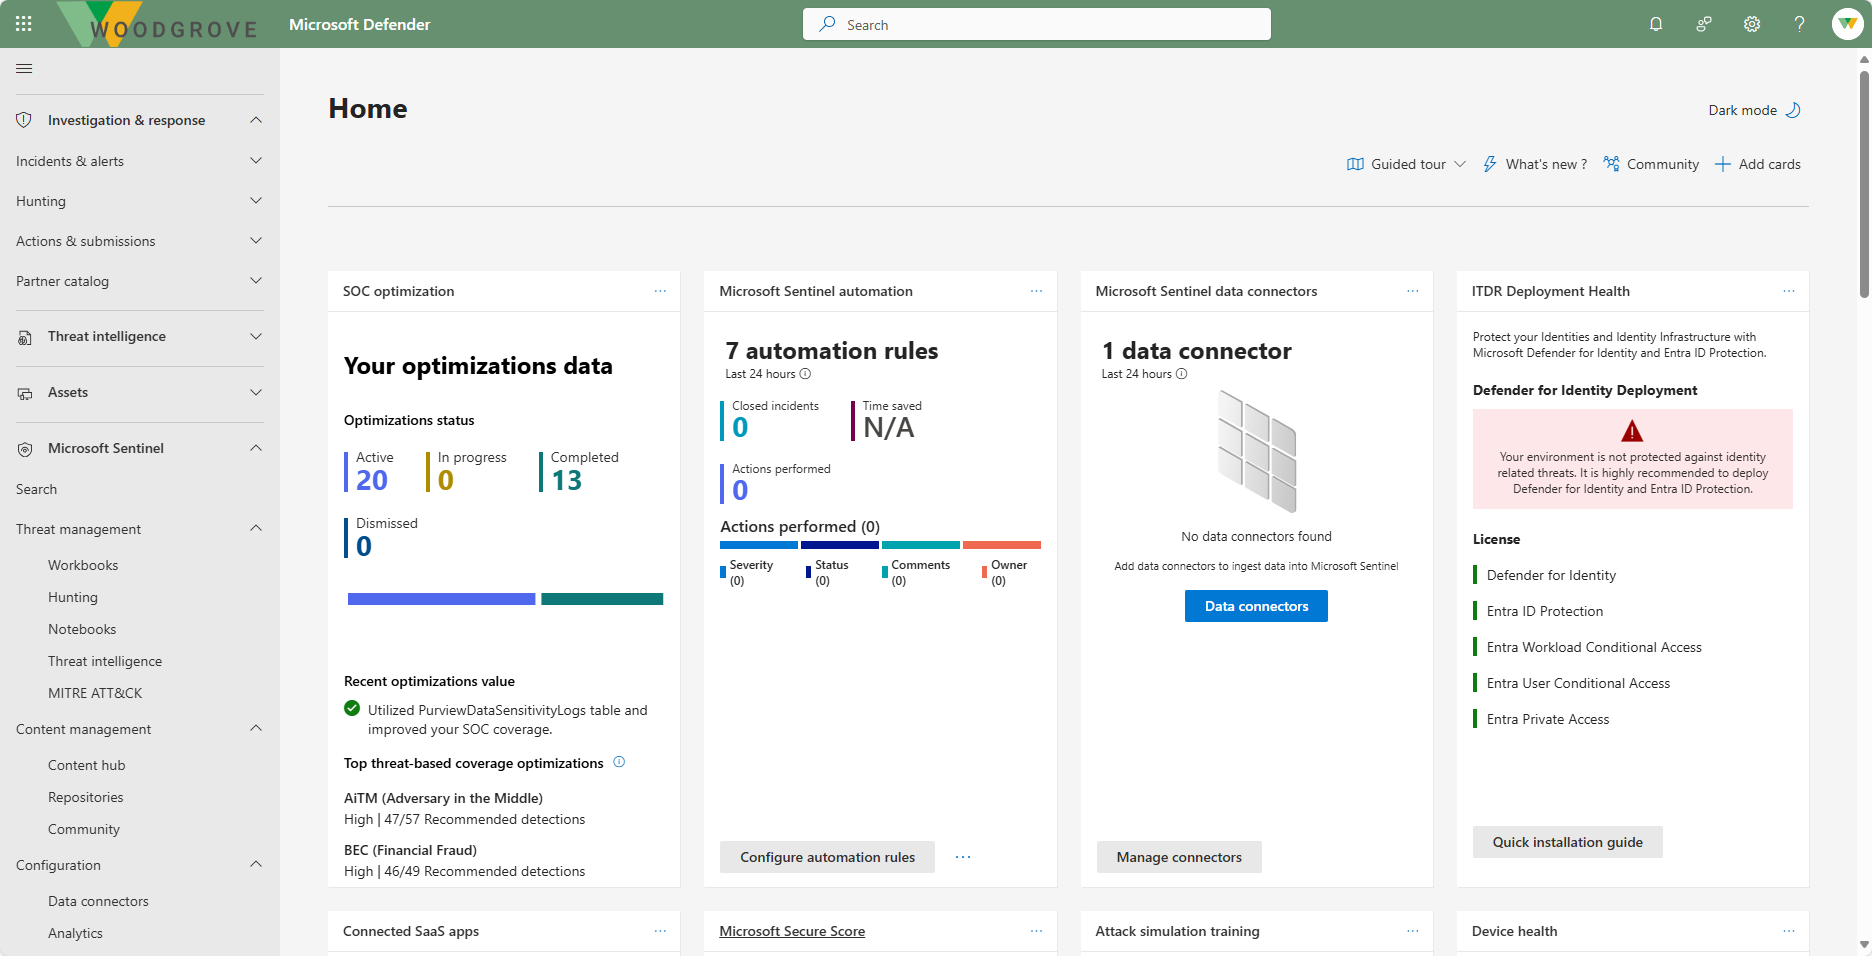 WOODGROVE
Microsoft Defender
Search
Investigation & response
Incidents & alerts
Hunting
Actions & submissions
Partner catalog
Threat intelligence
Assets
Microsoft Sentinel
Search
Threat management
Workbooks
Hunting
Notebooks
Threat intelligence
MITRE ATT&CK
Content management
Content hub
Repositories
Community
Configuration
Data connectors
Analytics
Home
Dark mode
Guided tour
What's new ?
Community
Add cards
SOC optimization
Your optimizations data
Optimizations status
Active
20
In progress
0
Completed
13
Dismissed
0
Recent optimizations value
Utilized PurviewDataSensitivityLogs table and
improved your SOC coverage.
Top threat-based coverage optimizations
AiTM (Adversary in the Middle)
High | 47/57 Recommended detections
BEC (Financial Fraud)
High | 46/49 Recommended detections
Microsoft Sentinel automation
7 automation rules
Last 24 hours
Closed incidents
0
Time saved
N/A
Actions performed
0
Actions performed (0)
Severity
(0)
Status
(0)
Comments
(0)
Owner
(0)
Configure automation rules
Microsoft Sentinel data connectors
1 data connector
Last 24 hours
No data connectors found
Add data connectors to ingest data into Microsoft Sentinel
Data connectors
Manage connectors
ITDR Deployment Health
Protect your Identities and Identity Infrastructure with
Microsoft Defender for Identity and Entra ID Protection.
Defender for Identity Deployment
Your environment is not protected against identity
related threats. It is highly recommended to deploy
Defender for Identity and Entra ID Protection.
License
Defender for Identity
Entra ID Protection
Entra Workload Conditional Access
Entra User Conditional Access
Entra Private Access
Quick installation guide
Connected SaaS apps
Microsoft Secure Score
Attack simulation training
Device health